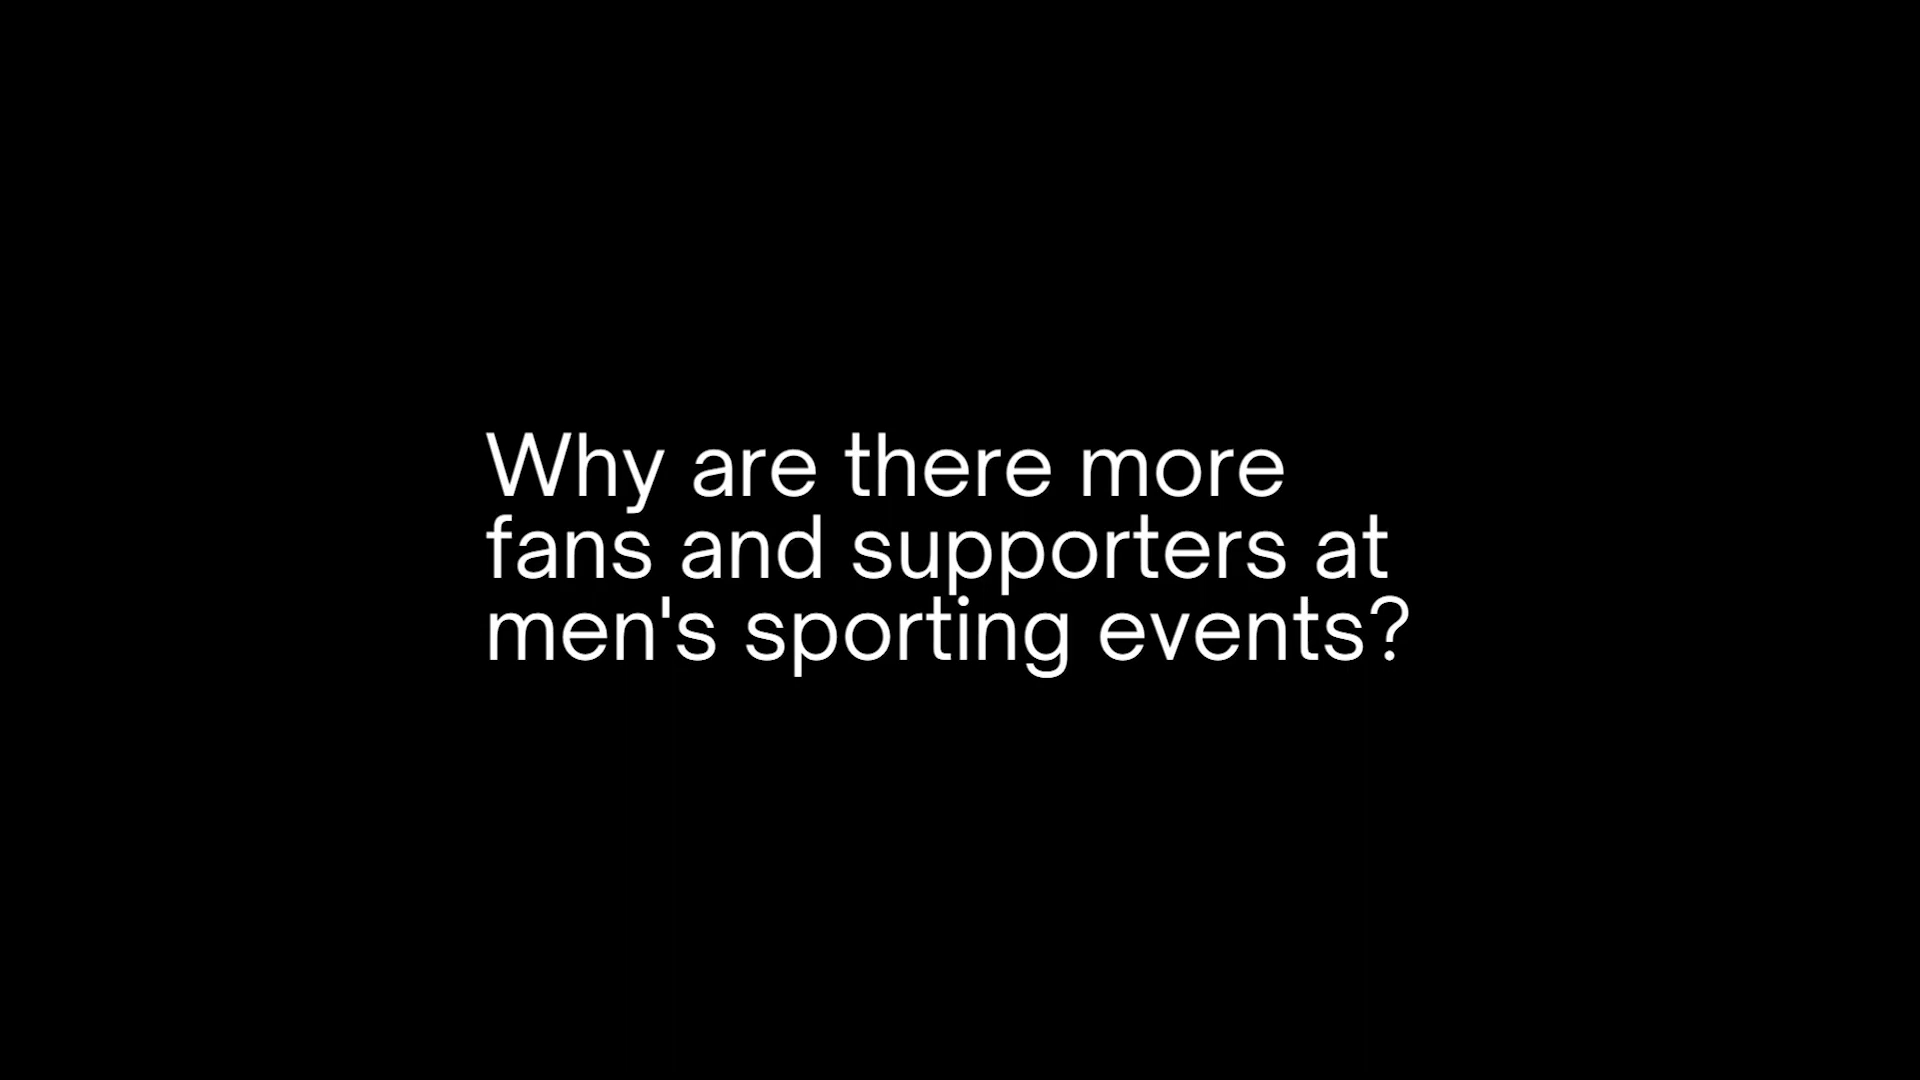 Why are there more
fans and supporters at
men's sporting events?